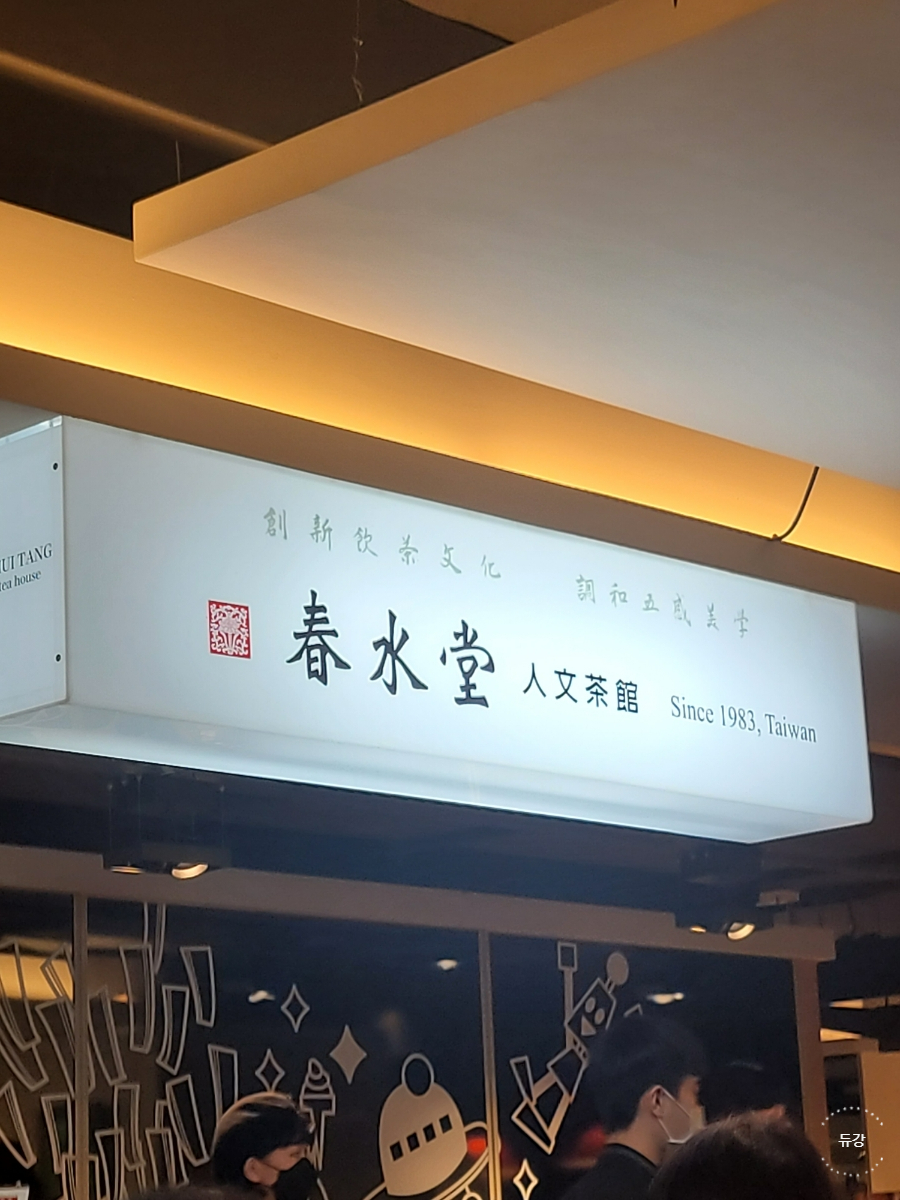 UI TANG
tea house
創新飲茶文化 調和五感美学
春水堂 人文茶館 Since 1983, Taiwan
듀강